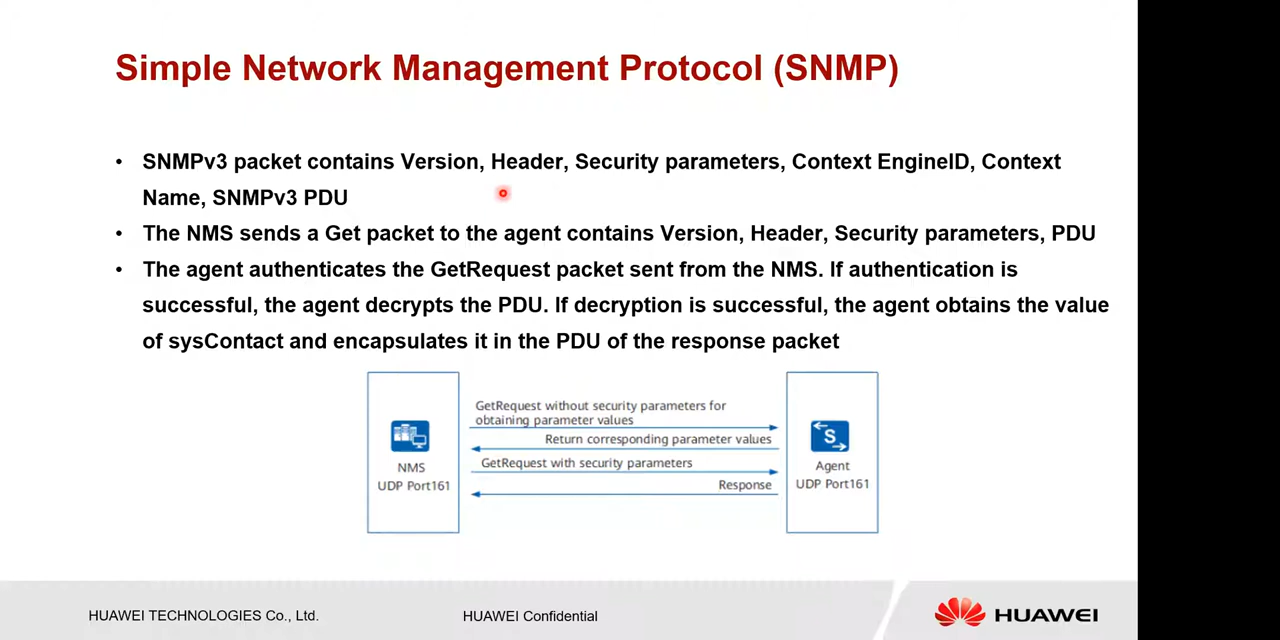 Simple Network Management Protocol (SNMP)
• SNMPv3 packet contains Version, Header, Security parameters, Context EngineID, Context
Name, SNMPv3 PDU
• The NMS sends a Get packet to the agent contains Version, Header, Security parameters, PDU
• The agent authenticates the GetRequest packet sent from the NMS. If authentication is
successful, the agent decrypts the PDU. If decryption is successful, the agent obtains the value
of sysContact and encapsulates it in the PDU of the response packet
GetRequest without security parameters for
obtaining parameter values
Return corresponding parameter values
GetRequest with security parameters
Response
NMS
UDP Port161
S
Agent
UDP Port161
HUAWEI TECHNOLOGIES Co., Ltd.
HUAWEI Confidential
HUAWEI